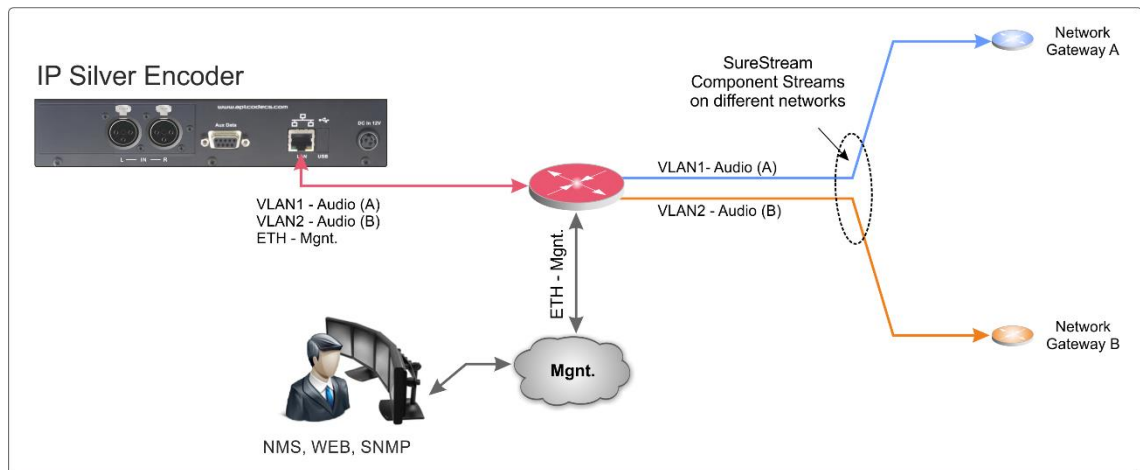 IP Silver Encoder
www.aptcodecs.com
Aux Data
DC in 12V
L — IN — R
LAN
USB
VLAN1 - Audio (A)
VLAN2 - Audio (B)
ETH - Mgnt.
SureStream
Component Streams
on different networks
VLAN1- Audio (A)
VLAN2 - Audio (B)
Network
Gateway A
Network
Gateway B
ETH - Mgnt.
Mgnt.
NMS, WEB, SNMP